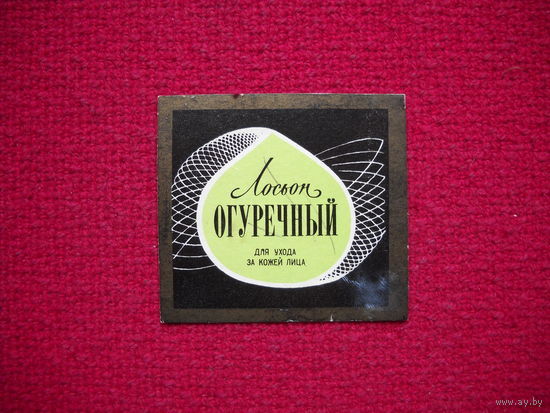 Лосьон
ОГУРЕЧНЫЙ
ДЛЯ УХОДА
ЗА КОЖЕЙ ЛИЦА
www.ay.by